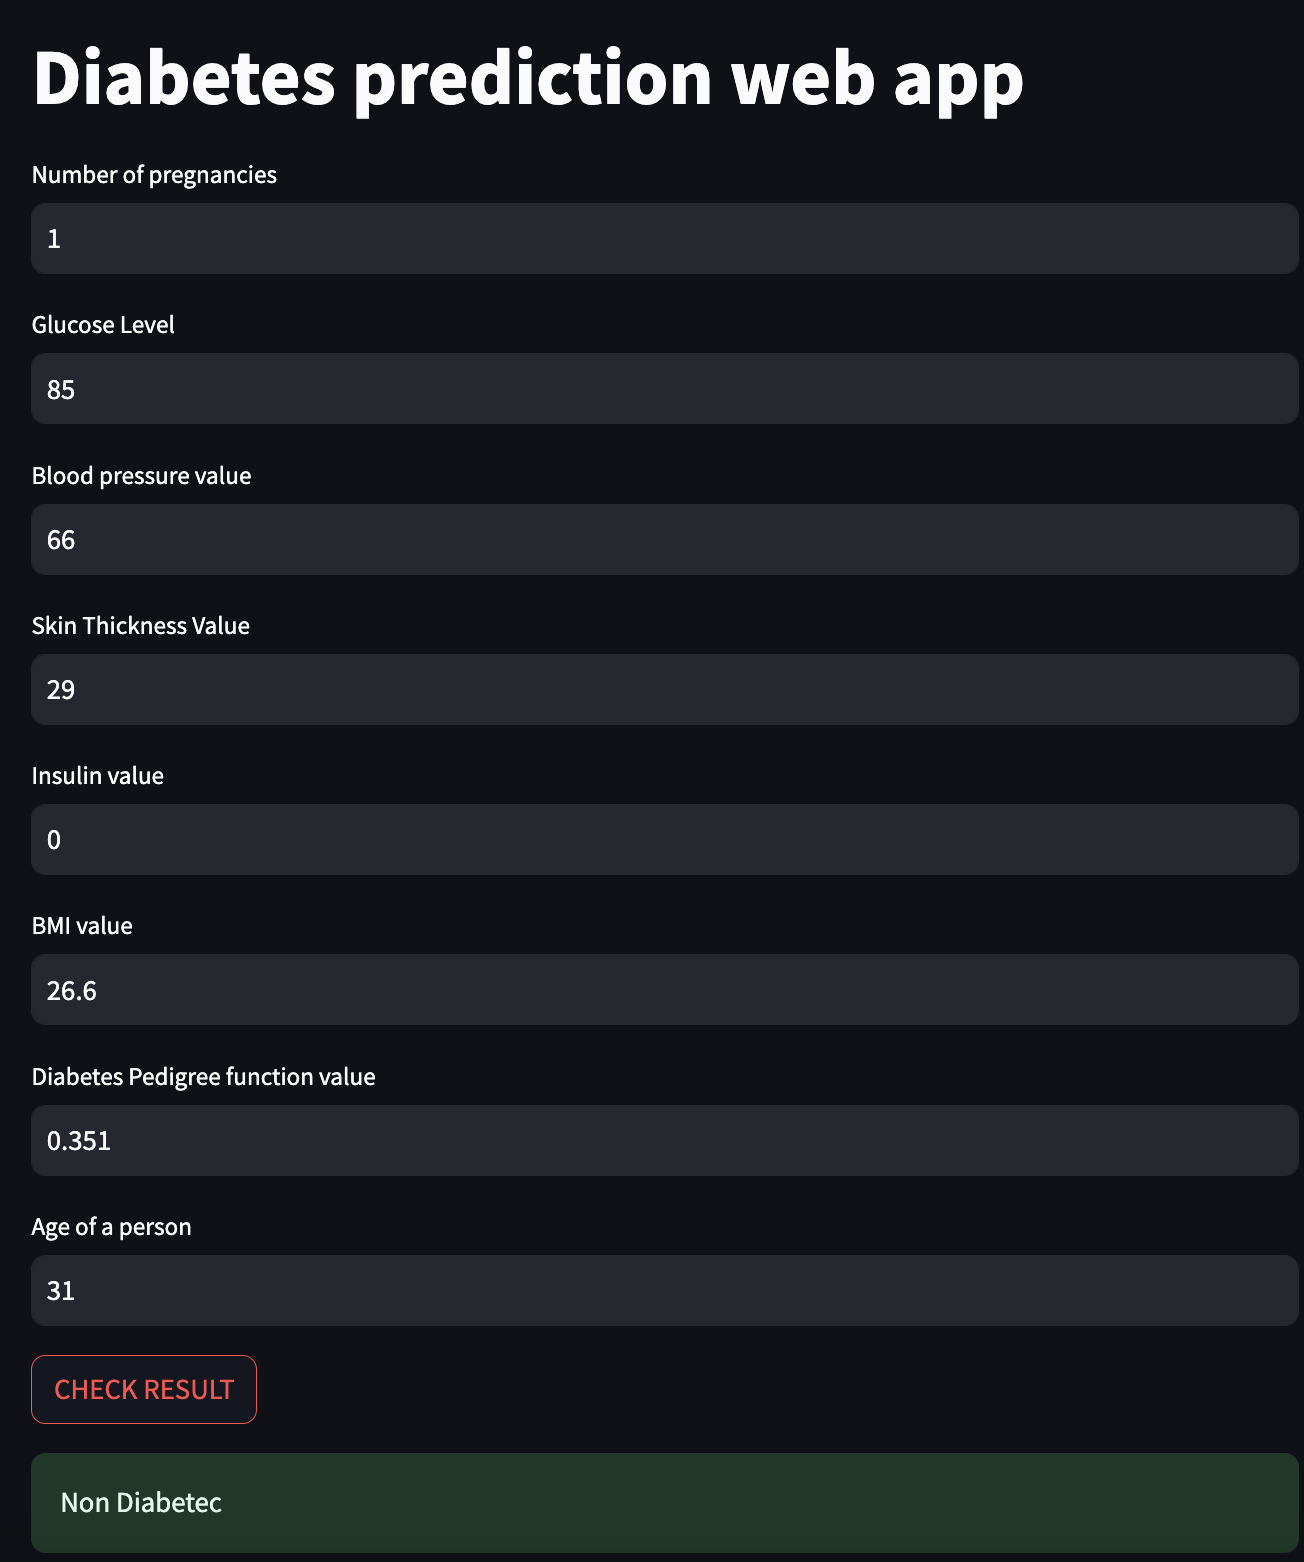 Diabetes prediction web app
Number of pregnancies
1
Glucose Level
85
Blood pressure value
66
Skin Thickness Value
29
Insulin value
0
BMI value
26.6
Diabetes Pedigree function value
0.351
Age of a person
31
CHECK RESULT
Non Diabetec